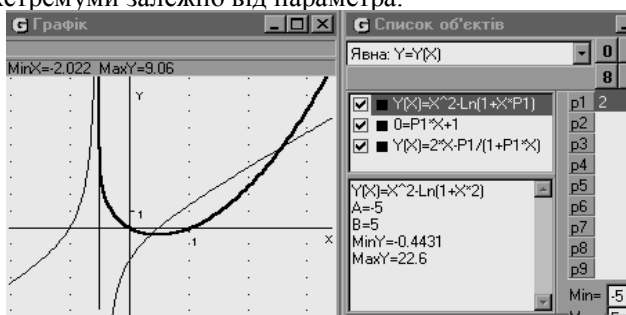 кстремуми залежно від параметра.
Графік
MinX=-2.022 MaxY=9.06
Y
1
1
X
Список об'єктів
Явна: Y=Y(X)
0
8
Y(X)=X^2-Ln(1+X*P1)
0=P1*X+1
Y(X)=2*X-P1/(1+P1*X)
p1 2
p2
p3
p4
p5
p6
p7
p8
p9
Y(X)=X^2-Ln(1+X*2)
A=-5
B=5
MinY=-0.4431
MaxY=22.6
Min= -5